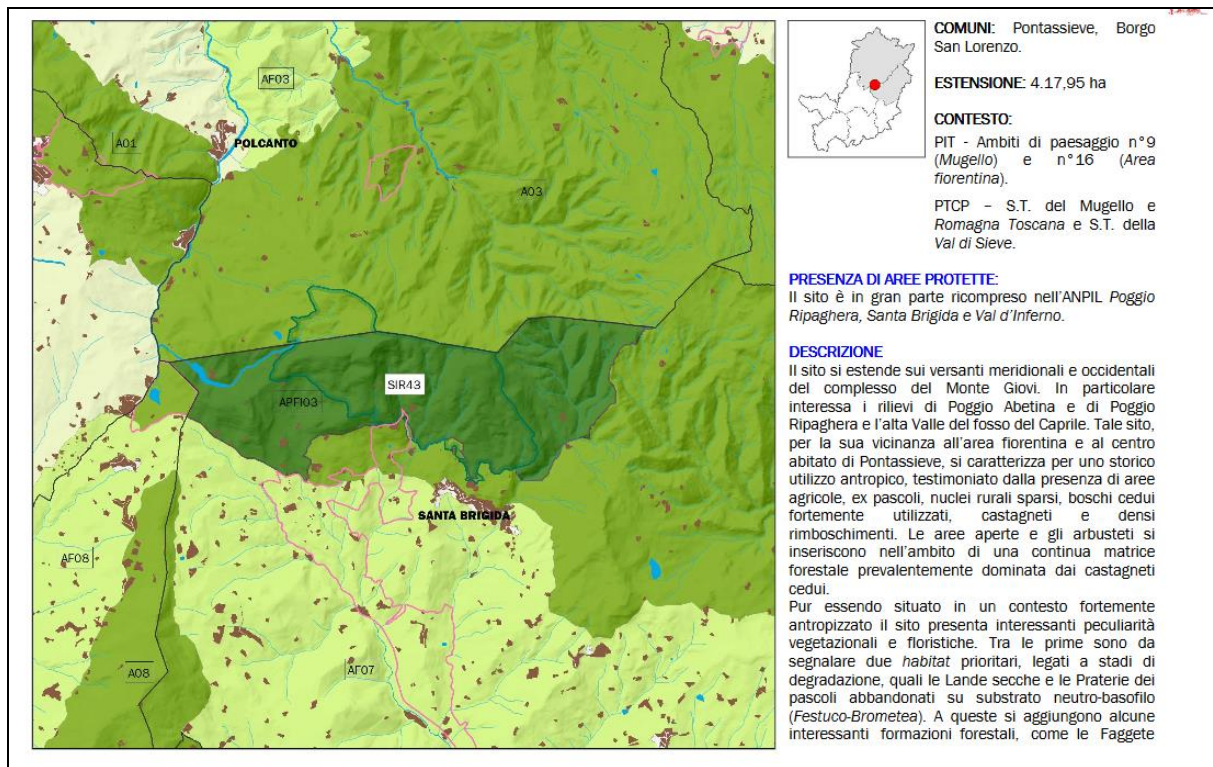 AF03
A01
POLCANTO
A03
SIR43
APFI03
SANTA BRIGIDA
AF08
A08
AF07
COMUNI: Pontassieve, Borgo
San Lorenzo.
ESTENSIONE: 4.17,95 ha
CONTESTO:
PIT - Ambiti di paesaggio n°9
(Mugello) e n°16 (Area
fiorentina).
PTCP – S.T. del Mugello e
Romagna Toscana e S.T. della
Val di Sieve.
PRESENZA DI AREE PROTETTE:
Il sito è in gran parte ricompreso nell'ANPIL Poggio
Ripaghera, Santa Brigida e Val d'Inferno.
DESCRIZIONE
Il sito si estende sui versanti meridionali e occidentali
del complesso del Monte Giovi. In particolare
interessa i rilievi di Poggio Abetina e di Poggio
Ripaghera e l'alta Valle del fosso del Caprile. Tale sito,
per la sua vicinanza all'area fiorentina e al centro
abitato di Pontassieve, si caratterizza per uno storico
utilizzo antropico, testimoniato dalla presenza di aree
agricole, ex pascoli, nuclei rurali sparsi, boschi cedui
fortemente utilizzati, castagneti e densi
rimboschimenti. Le aree aperte e gli arbusteti si
inseriscono nell'ambito di una continua matrice
forestale prevalentemente dominata dai castagneti
cedui.
Pur essendo situato in un contesto fortemente
antropizzato il sito presenta interessanti peculiarità
vegetazionali e floristiche. Tra le prime sono da
segnalare due habitat prioritari, legati a stadi di
degradazione, quali le Lande secche e le Praterie dei
pascoli abbandonati su substrato neutro-basofilo
(Festuco-Brometea). A queste si aggiungono alcune
interessanti formazioni forestali, come le Faggete